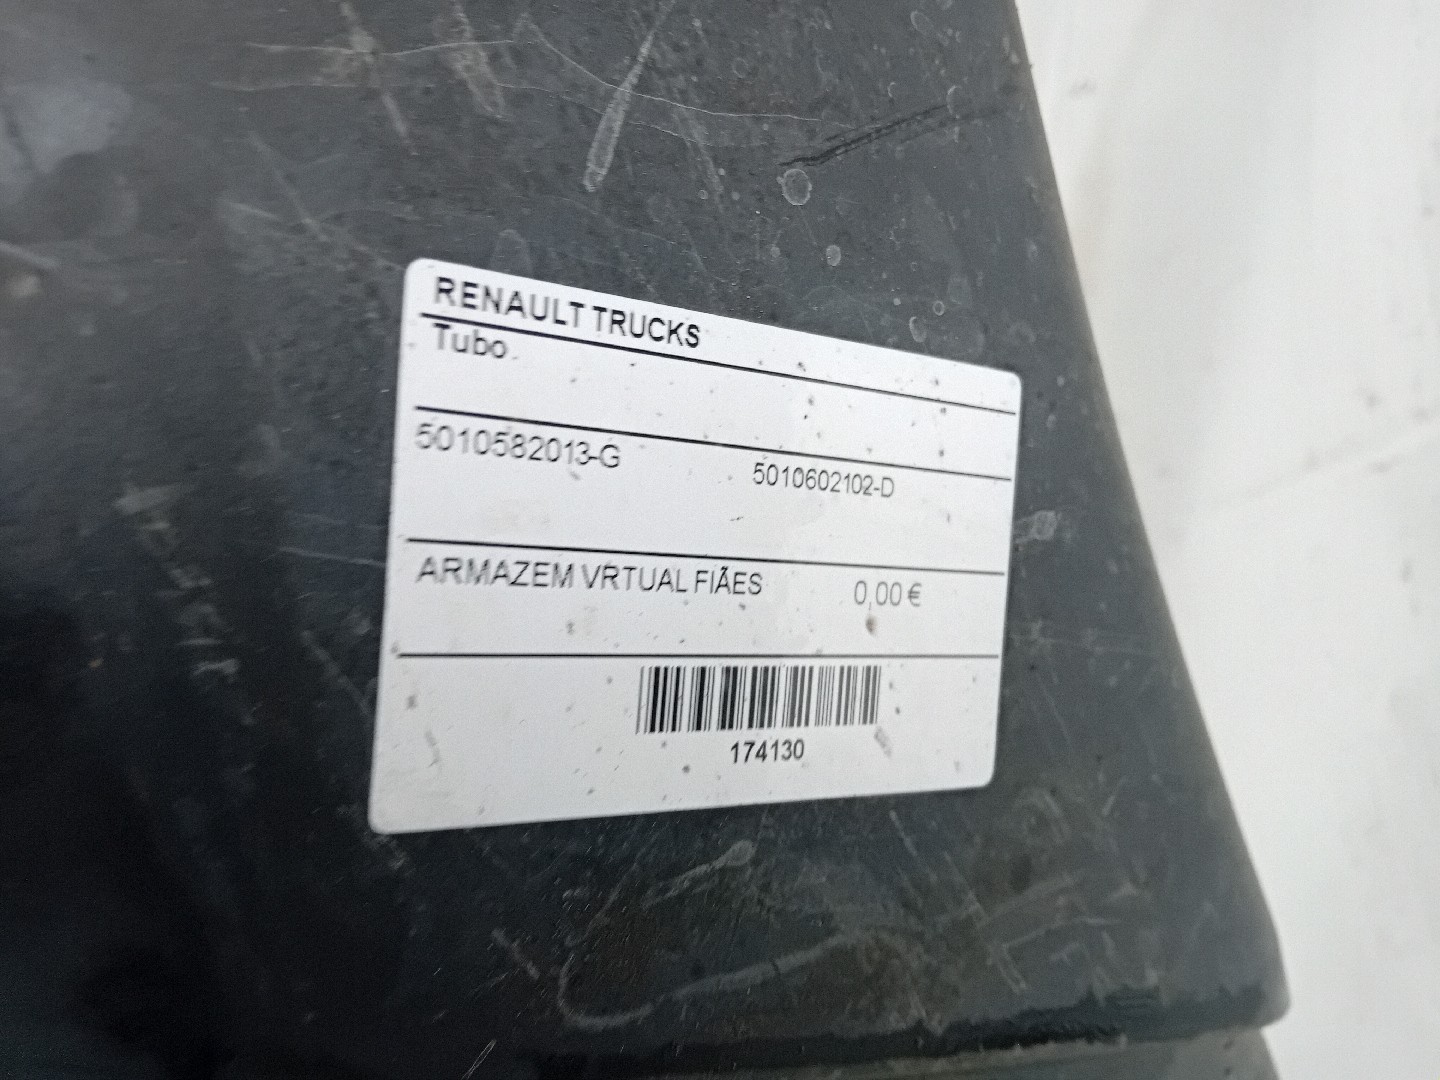 RENAULT TRUCKS
Tubo
5010582013-G 5010602102-D
ARMAZEM VRTUAL FIÃES 0,00 €
174130